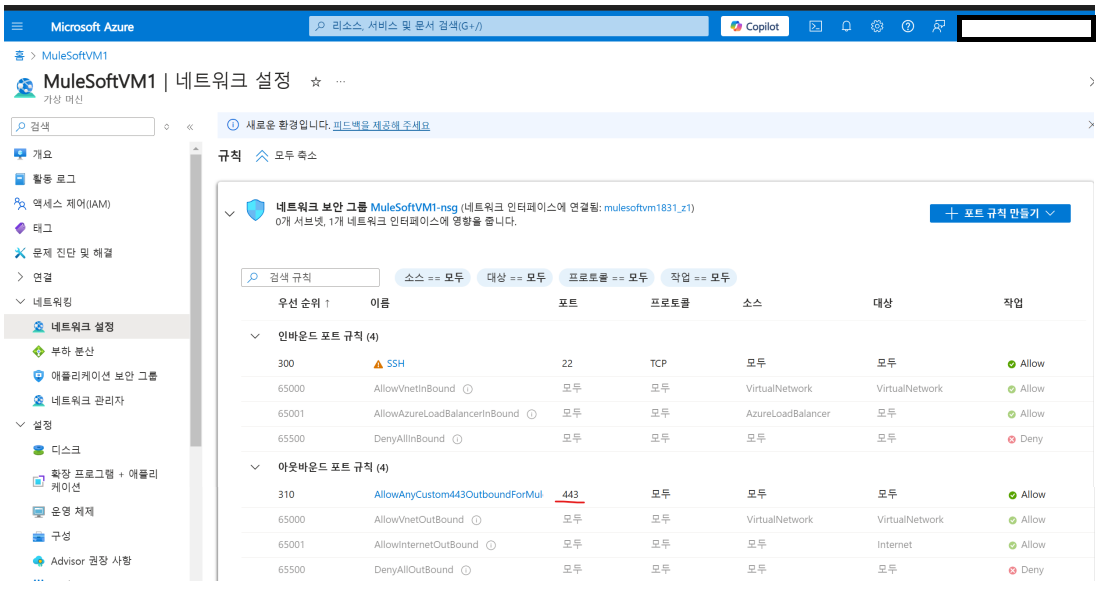 Microsoft Azure
리소스, 서비스 및 문서 검색(G+/)
Copilot
홈 > MuleSoftVM1
MuleSoftVM1 | 네트워크 설정
가상 머신
검색
개요
활동 로그
액세스 제어(IAM)
태그
문제 진단 및 해결
연결
네트워킹
네트워크 설정
부하 분산
애플리케이션 보안 그룹
네트워크 관리자
설정
디스크
확장 프로그램 + 애플리
케이션
운영 체제
구성
Advisor 권장 사항
새로운 환경입니다. 피드백을 제공해 주세요
규칙 모두 축소
네트워크 보안 그룹 MuleSoftVM1-nsg (네트워크 인터페이스에 연결됨: mulesoftvm1831_z1)
0개 서브넷, 1개 네트워크 인터페이스에 영향을 줍니다.
포트 규칙 만들기
검색 규칙 소스 == 모두 대상 == 모두 프로토콜 == 모두 작업 == 모두
우선 순위 ↑ 이름 포트 프로토콜 소스 대상 작업
인바운드 포트 규칙 (4)
300 SSH 22 TCP 모두 모두 Allow
65000 AllowVnetInBound 모두 모두 VirtualNetwork VirtualNetwork Allow
65001 AllowAzureLoadBalancerInBound 모두 모두 AzureLoadBalancer 모두 Allow
65500 DenyAllInBound 모두 모두 모두 모두 Deny
아웃바운드 포트 규칙 (4)
310 AllowAnyCustom443OutboundForMul 443 모두 모두 모두 Allow
65000 AllowVnetOutBound 모두 모두 VirtualNetwork VirtualNetwork Allow
65001 AllowInternetOutBound 모두 모두 모두 Internet Allow
65500 DenyAllOutBound 모두 모두 모두 모두 Deny